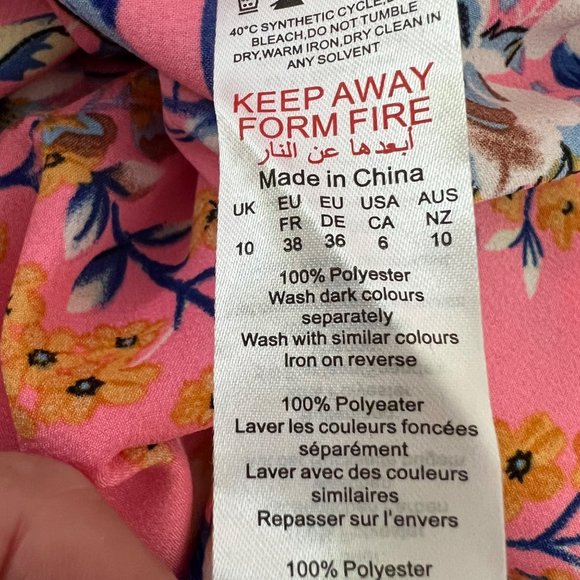 40°C SYNTHETIC CYCLE,
BLEACH,DO NOT TUMBLE
DRY,WARM IRON,DRY CLEAN IN
ANY SOLVENT
KEEP AWAY
FORM FIRE
أبعدها عن النار
Made in China
UK EU FR EU DE USA CA AUS NZ
10 38 36 6 10
100% Polyester
Wash dark colours
separately
Wash with similar colours
Iron on reverse
100% Polyeater
Laver les couleurs foncées
séparément
Laver avec des couleurs
similaires
Repasser sur l'envers
100% Polyester